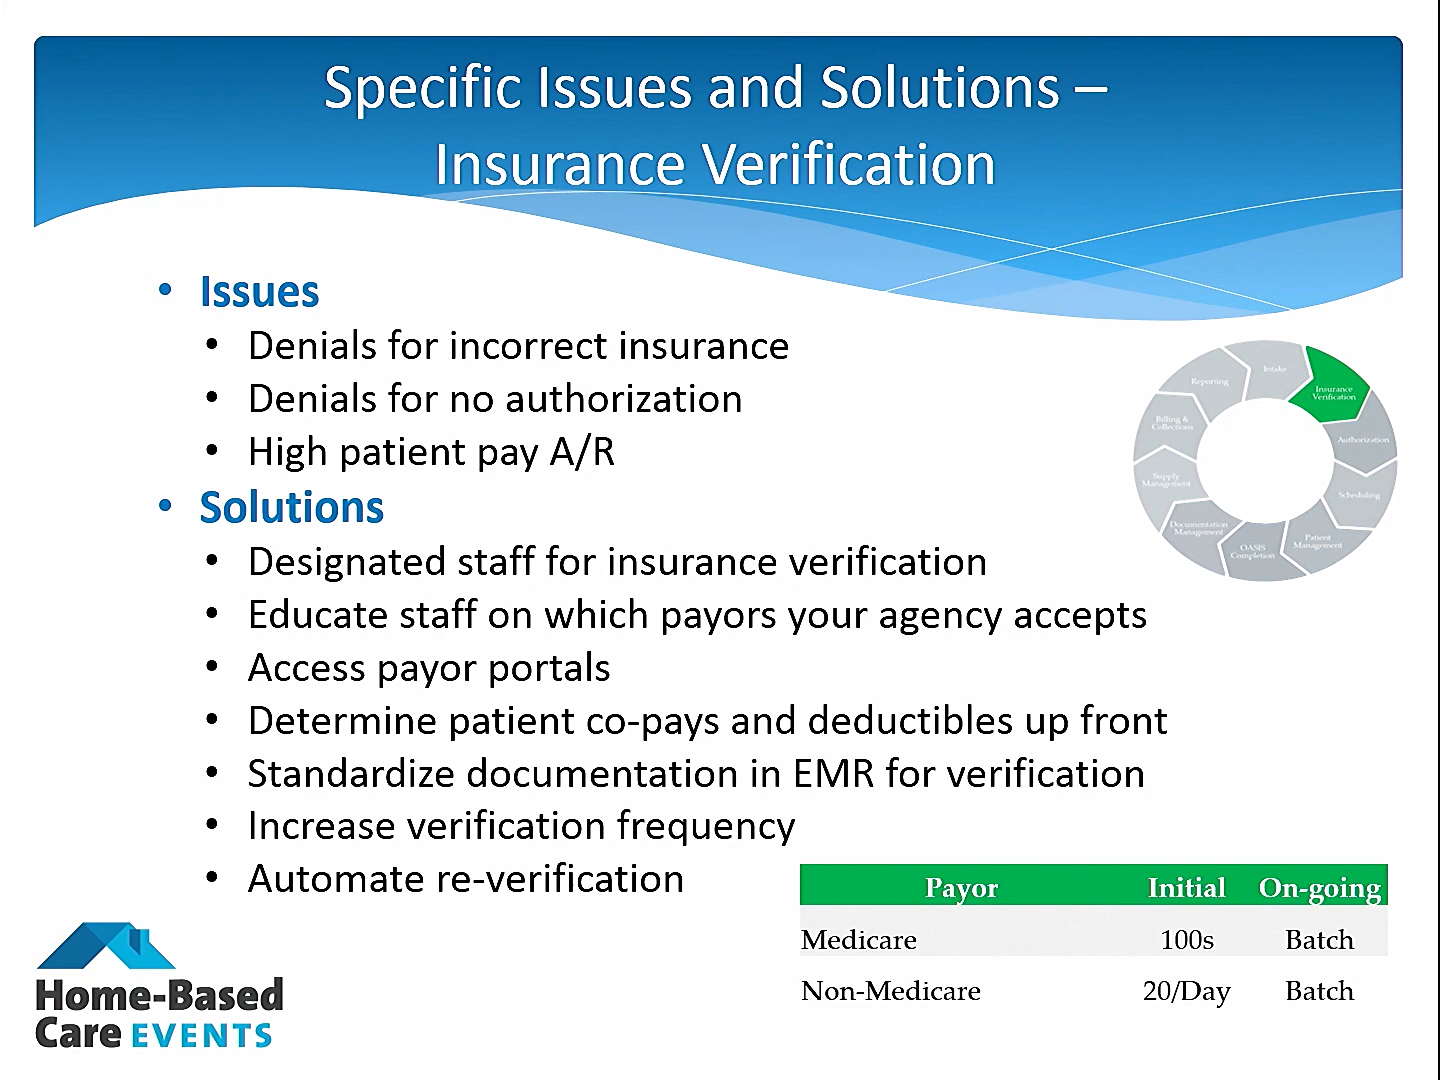 Specific Issues and Solutions –
Insurance Verification
• Issues
• Denials for incorrect insurance
• Denials for no authorization
• High patient pay A/R
• Solutions
• Designated staff for insurance verification
• Educate staff on which payors your agency accepts
• Access payor portals
• Determine patient co-pays and deductibles up front
• Standardize documentation in EMR for verification
• Increase verification frequency
• Automate re-verification
Intake
Insurance
Verification
Authorization
Scheduling
Patient
Management
OASIS
Completion
Documentation
Management
Supply
Management
Billing &
Collections
Reporting
Payor Initial On-going
Medicare 100s Batch
Non-Medicare 20/Day Batch
Home-Based
Care EVENTS